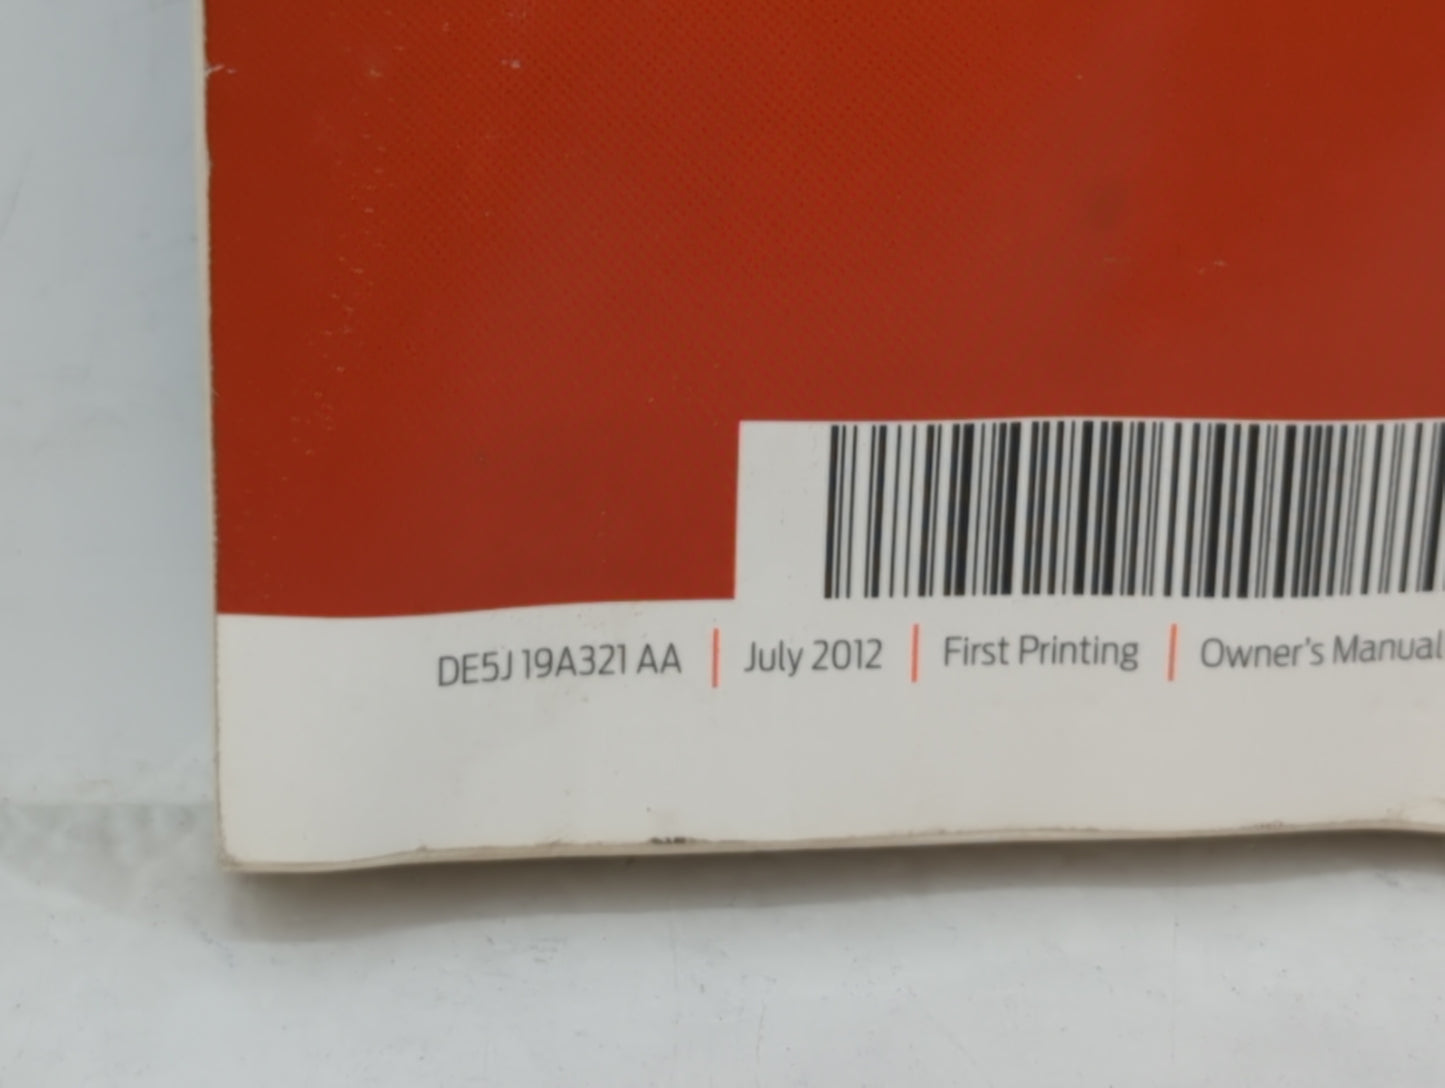 DE5J 19A321 AA | July 2012 | First Printing | Owner's Manual